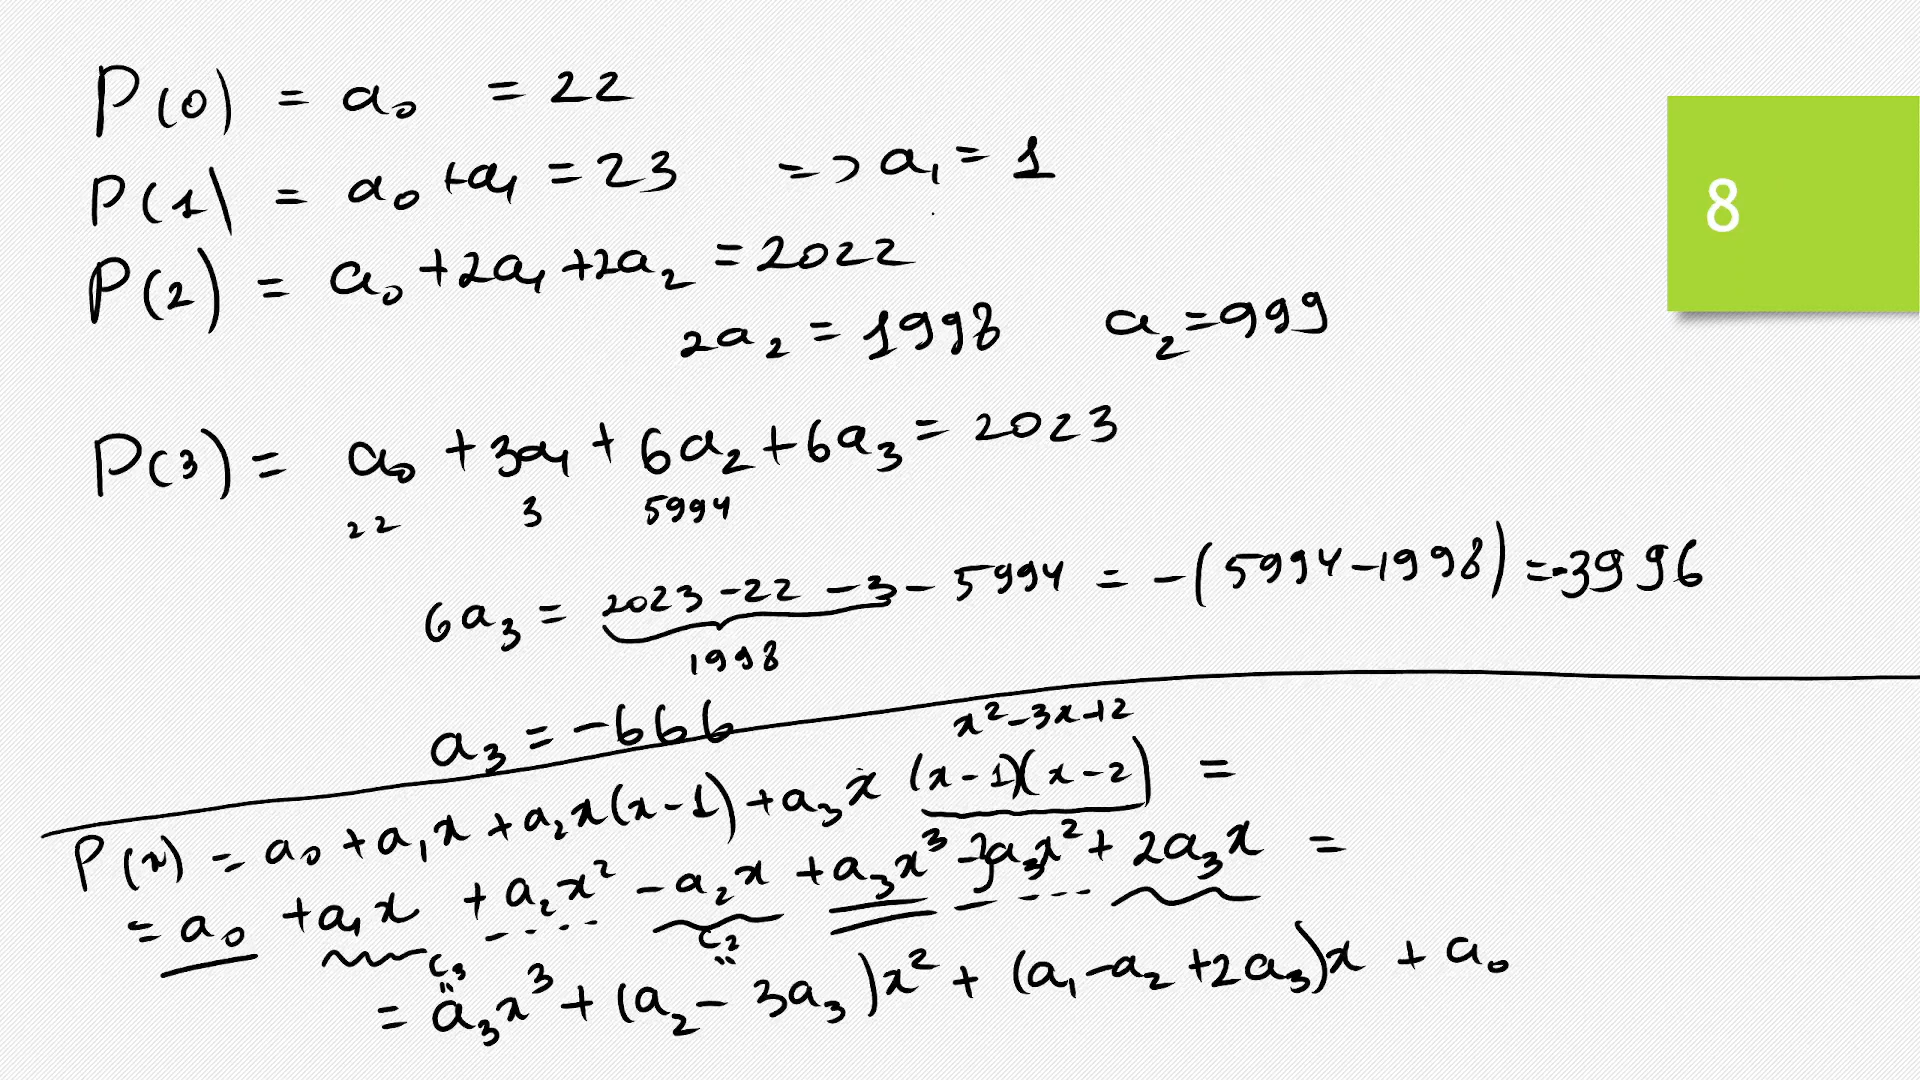 P(0) = a₀ = 22
P(1) = a₀ + a₁ = 23 => a₁ = 1
8
P(2) = a₀ + 2a₁ + 2a₂ = 2022
2a₂ = 1998 a₂ = 999
P(3) = a₀ + 3a₁ + 6a₂ + 6a₃ = 2023
22 3 5994
6a₃ = 2023 - 22 - 3 - 5994 = -(5994 - 1998) = -3996
1998
a₃ = -666
x² - 3x + 2
P(x) = a₀ + a₁x + a₂x(x-1) + a₃x(x-1)(x-2) =
= a₀ + a₁x + a₂x² - a₂x + a₃x³ - 3a₃x² + 2a₃x =
c₃ c₂
= a₃x³ + (a₂ - 3a₃)x² + (a₁ - a₂ + 2a₃)x + a₀